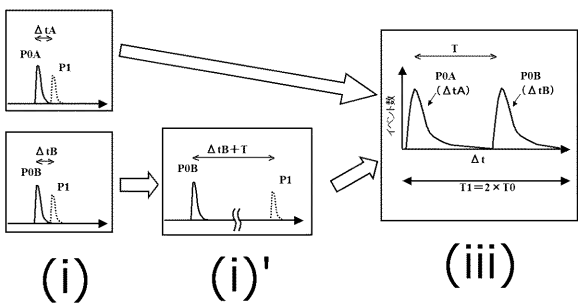 ΔtA
P0A
P1
ΔtB
P0B
P1
(i)
ΔtB+T
P0B
P1
(i)'
T
P0A
(ΔtA)
P0B
(ΔtB)
イベント数
Δt
T1=2×T0
(iii)